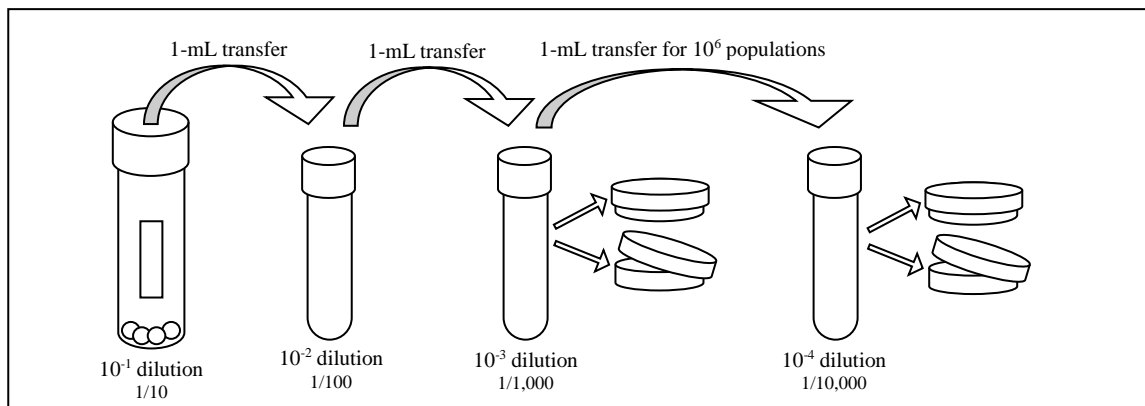 1-mL transfer
1-mL transfer
1-mL transfer for 10⁶ populations
10⁻¹ dilution
1/10
10⁻² dilution
1/100
10⁻³ dilution
1/1,000
10⁻⁴ dilution
1/10,000